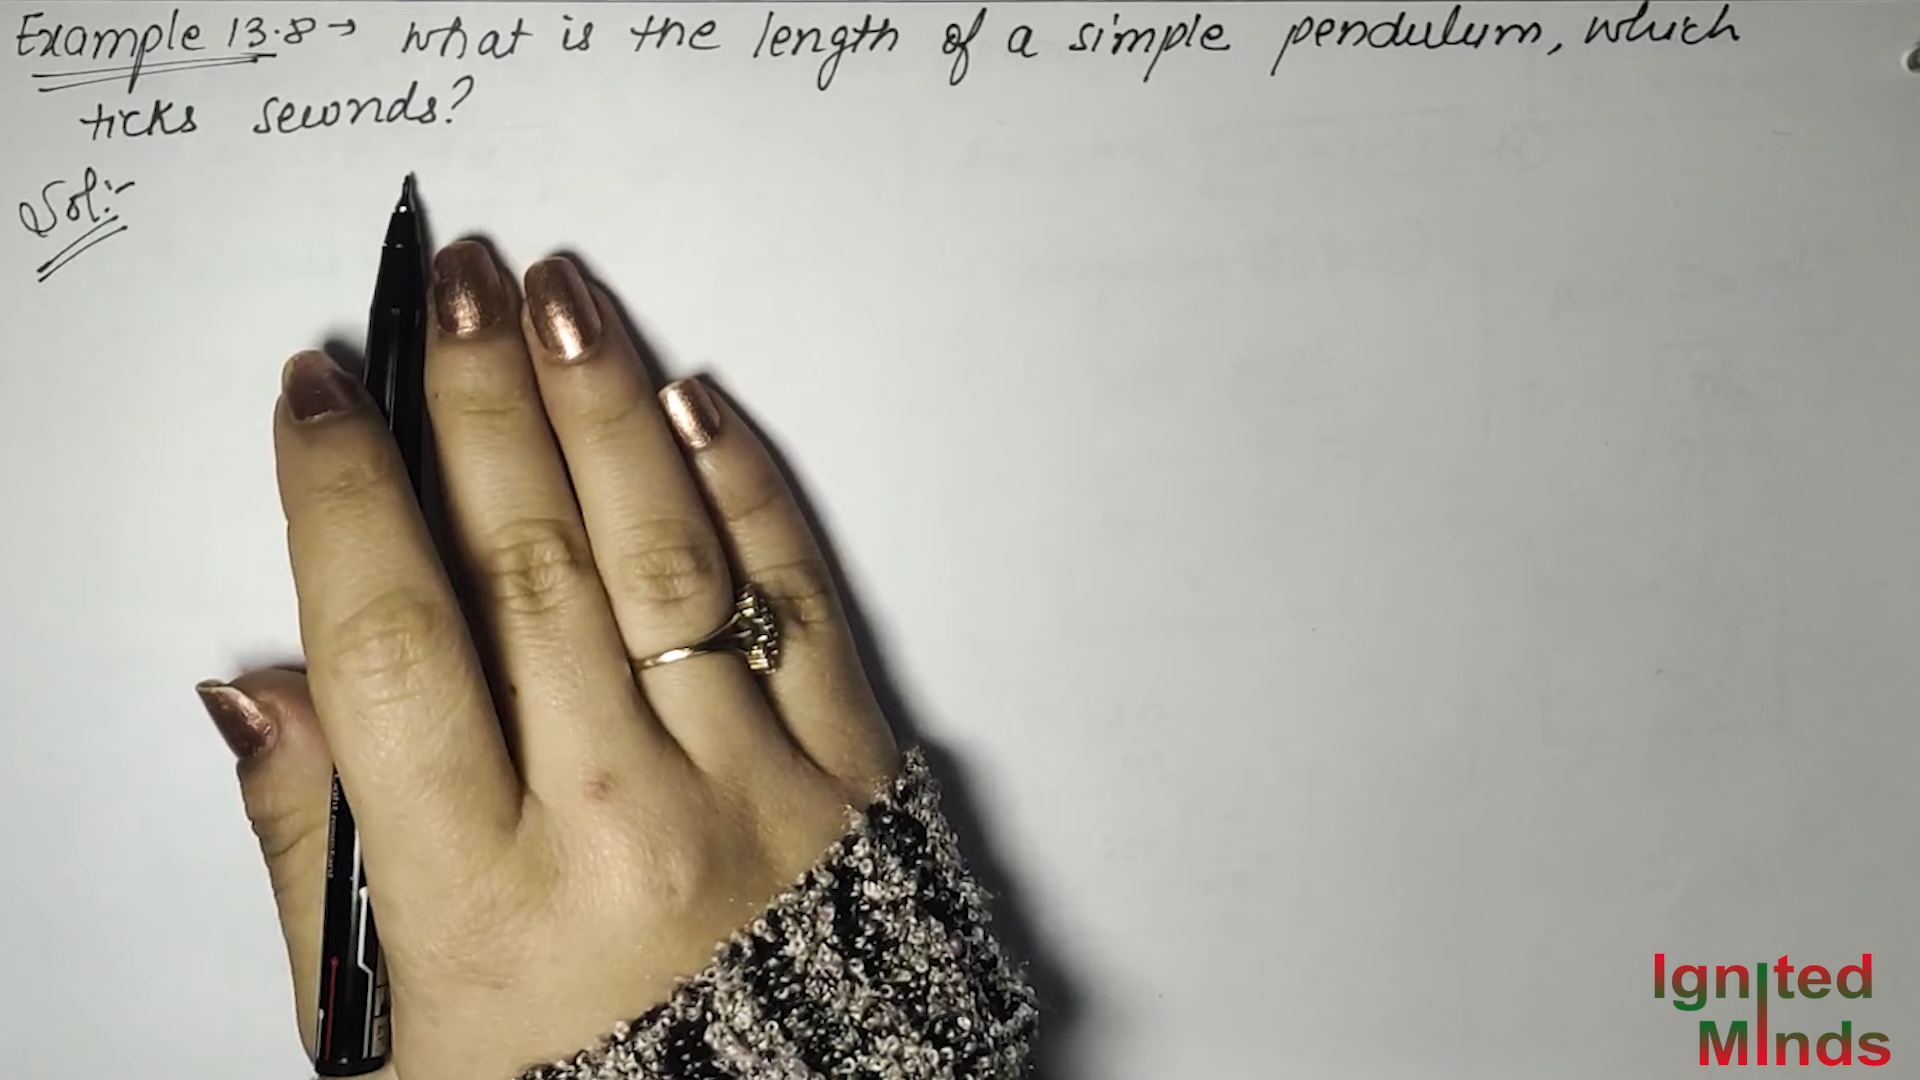 Example 13.8→ What is the length of a simple pendulum, which
ticks seconds?
Sol:-
Ignited
Minds